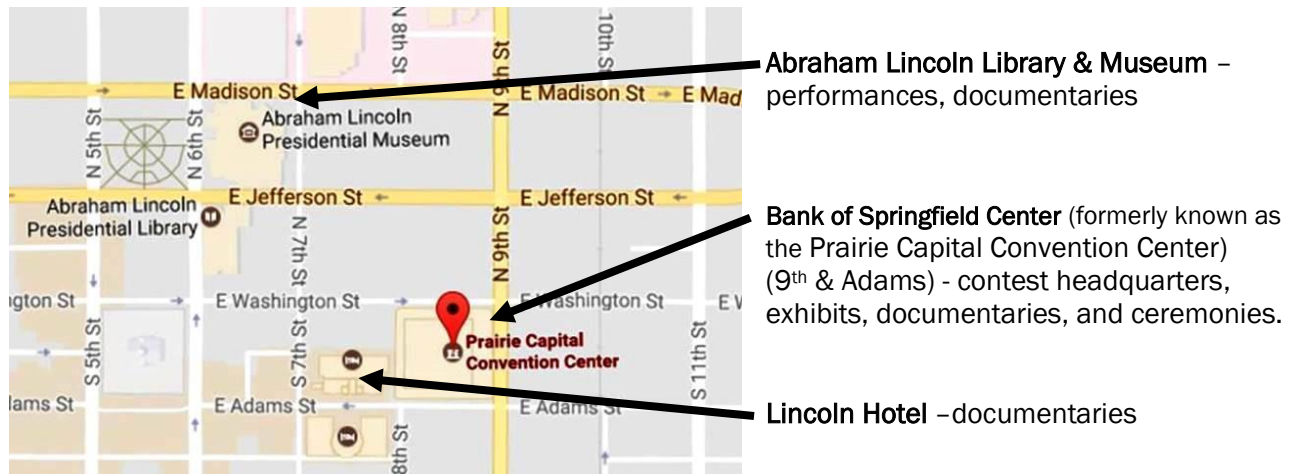 N 8th St
10th St
N 9th St
E Madison St
E Madison St
E Mad
Abraham Lincoln
Presidential Museum
N 5th St
N 6th St
E Jefferson St
E Jefferson St
Abraham Lincoln
Presidential Library
N 7th St
N 9th St
ngton St
E Washington St
E Washington St
E W
Prairie Capital
Convention Center
S 5th St
S 7th St
S 11th St
dams St
E Adams St
E Adams St
8th St
Abraham Lincoln Library & Museum –
performances, documentaries
Bank of Springfield Center (formerly known as
the Prairie Capital Convention Center)
(9th & Adams) - contest headquarters,
exhibits, documentaries, and ceremonies.
Lincoln Hotel –documentaries